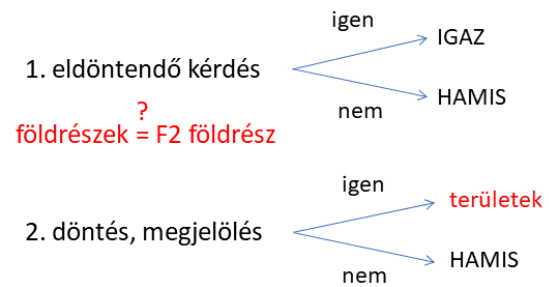 igen
IGAZ
1. eldöntendő kérdés
HAMIS
nem
?
földrészek = F2 földrész
igen
területek
2. döntés, megjelölés
HAMIS
nem